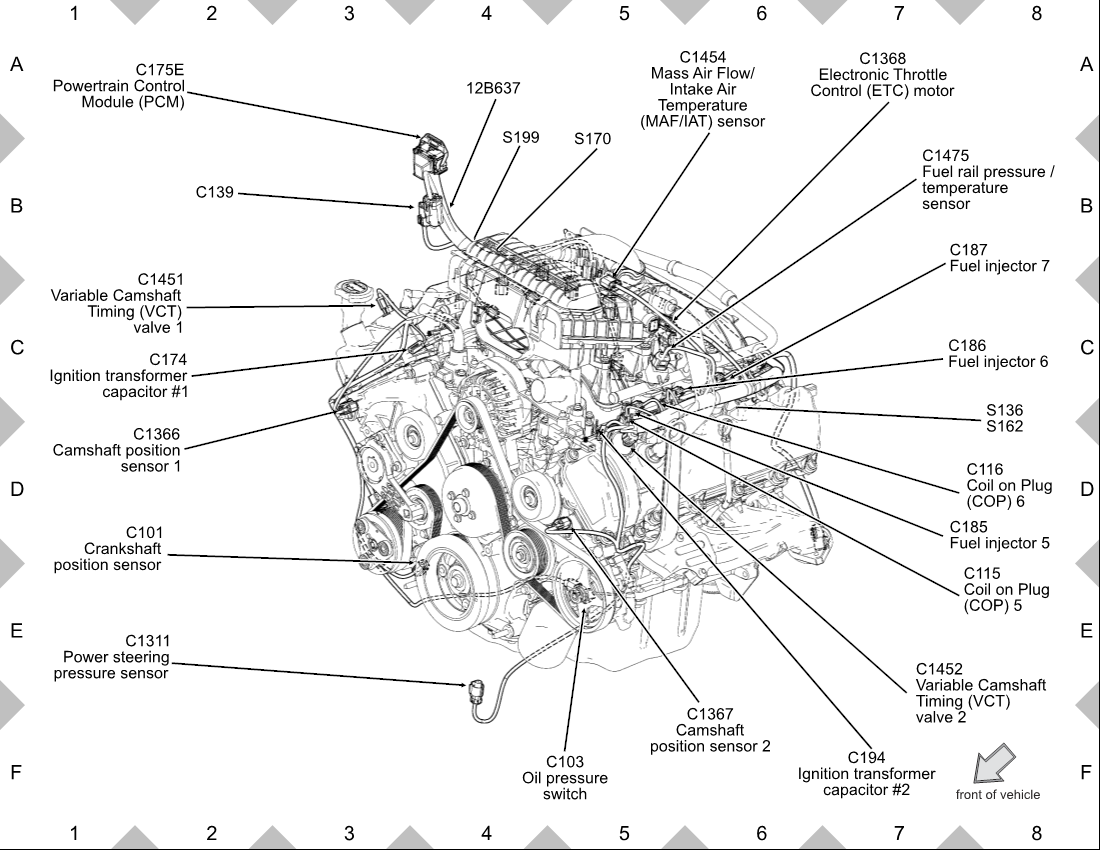 1 2 3 4 5 6 7 8
A
A
C175E
Powertrain Control
Module (PCM)
12B637
C1454
Mass Air Flow/
Intake Air
Temperature
(MAF/IAT) sensor
C1368
Electronic Throttle
Control (ETC) motor
S199
S170
C1475
Fuel rail pressure /
temperature
sensor
C139
B
B
C187
Fuel injector 7
C1451
Variable Camshaft
Timing (VCT)
valve 1
C
C
C186
Fuel injector 6
C174
Ignition transformer
capacitor #1
S136
S162
C1366
Camshaft position
sensor 1
C116
Coil on Plug
(COP) 6
D
D
C185
Fuel injector 5
C101
Crankshaft
position sensor
C115
Coil on Plug
(COP) 5
E
E
C1311
Power steering
pressure sensor
C1452
Variable Camshaft
Timing (VCT)
valve 2
C1367
Camshaft
position sensor 2
C194
Ignition transformer
capacitor #2
C103
Oil pressure
switch
F
F
front of vehicle
1 2 3 4 5 6 7 8